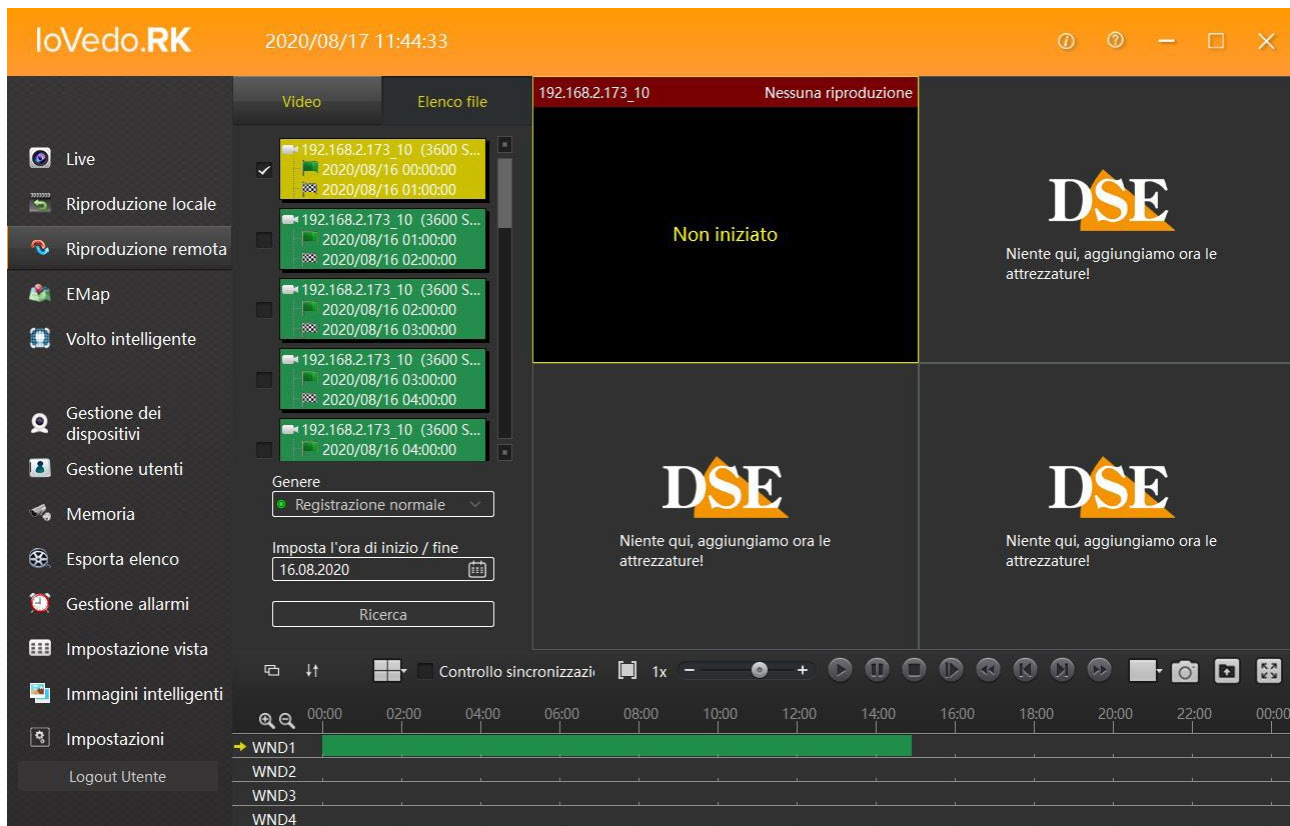 IoVedo.RK
2020/08/17 11:44:33
Live
Riproduzione locale
Riproduzione remota
EMap
Volto intelligente
Gestione dei
dispositivi
Gestione utenti
Memoria
Esporta elenco
Gestione allarmi
Impostazione vista
Immagini intelligenti
Impostazioni
Logout Utente
Video
Elenco file
192.168.2.173_10 (3600 S...
2020/08/16 00:00:00
2020/08/16 01:00:00
192.168.2.173_10 (3600 S...
2020/08/16 01:00:00
2020/08/16 02:00:00
192.168.2.173_10 (3600 S...
2020/08/16 02:00:00
2020/08/16 03:00:00
192.168.2.173_10 (3600 S...
2020/08/16 03:00:00
2020/08/16 04:00:00
192.168.2.173_10 (3600 S...
2020/08/16 04:00:00
Genere
Registrazione normale
Imposta l'ora di inizio / fine
16.08.2020
Ricerca
192.168.2.173_10 Nessuna riproduzione
Non iniziato
DSE
Niente qui, aggiungiamo ora le
attrezzature!
DSE
Niente qui, aggiungiamo ora le
attrezzature!
DSE
Niente qui, aggiungiamo ora le
attrezzature!
Controllo sincronizzazi
1x
00:00 02:00 04:00 06:00 08:00 10:00 12:00 14:00 16:00 18:00 20:00 22:00 00:00
WND1
WND2
WND3
WND4